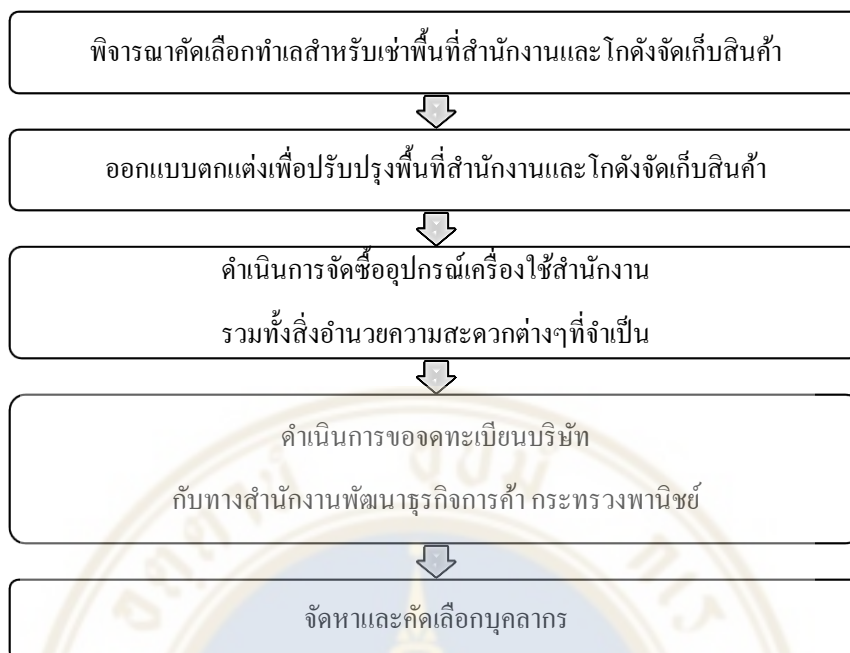 พิจารณาคัดเลือกทำเลสำหรับเช่าพื้นที่สำนักงานและโกดังจัดเก็บสินค้า
ออกแบบตกแต่งเพื่อปรับปรุงพื้นที่สำนักงานและโกดังจัดเก็บสินค้า
ดำเนินการจัดซื้ออุปกรณ์เครื่องใช้สำนักงาน
รวมทั้งสิ่งอำนวยความสะดวกต่างๆที่จำเป็น
ดำเนินการขอจดทะเบียนบริษัท
กับทางสำนักงานพัฒนาธุรกิจการค้า กระทรวงพานิชย์
จัดหาและคัดเลือกบุคลากร